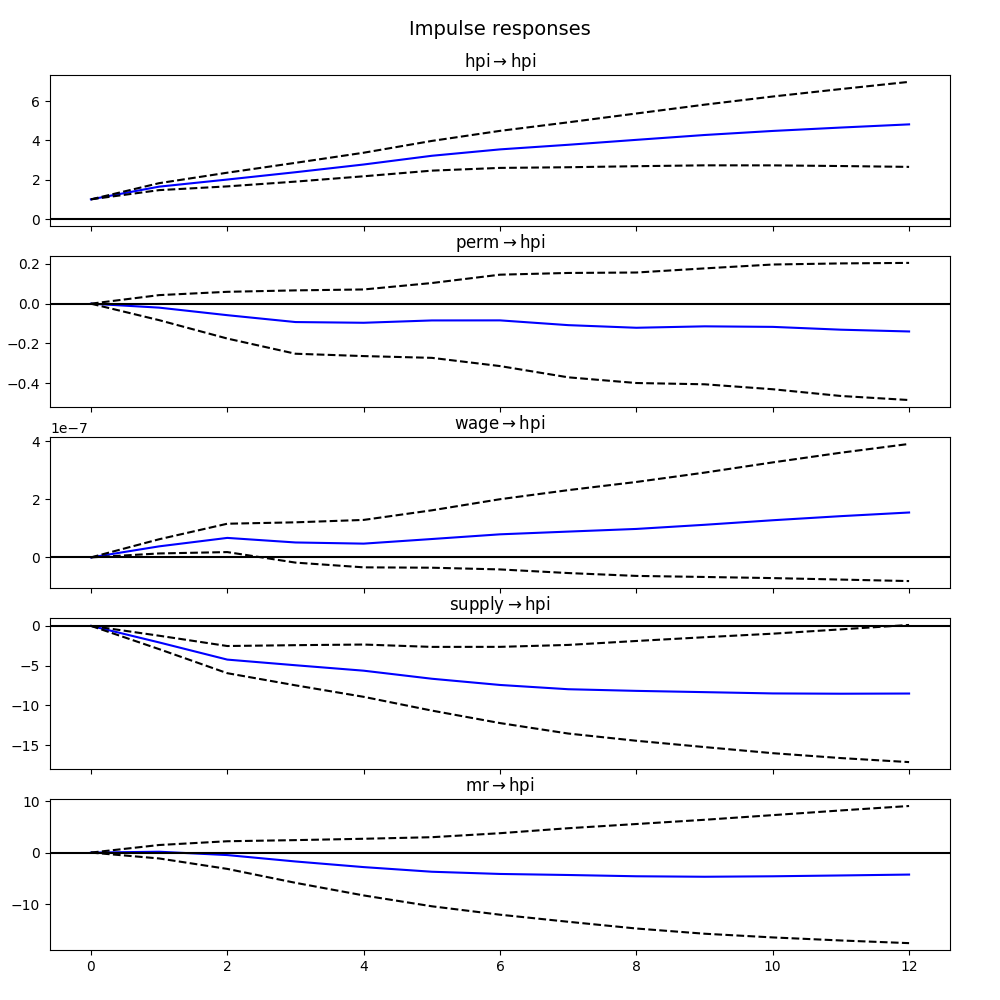 Impulse responses
hpi → hpi
6
4
2
0
perm → hpi
0.2
0.0
−0.2
−0.4
wage → hpi
1e−7
4
2
0
supply → hpi
0
−5
−10
−15
mr → hpi
10
0
−10
0 2 4 6 8 10 12